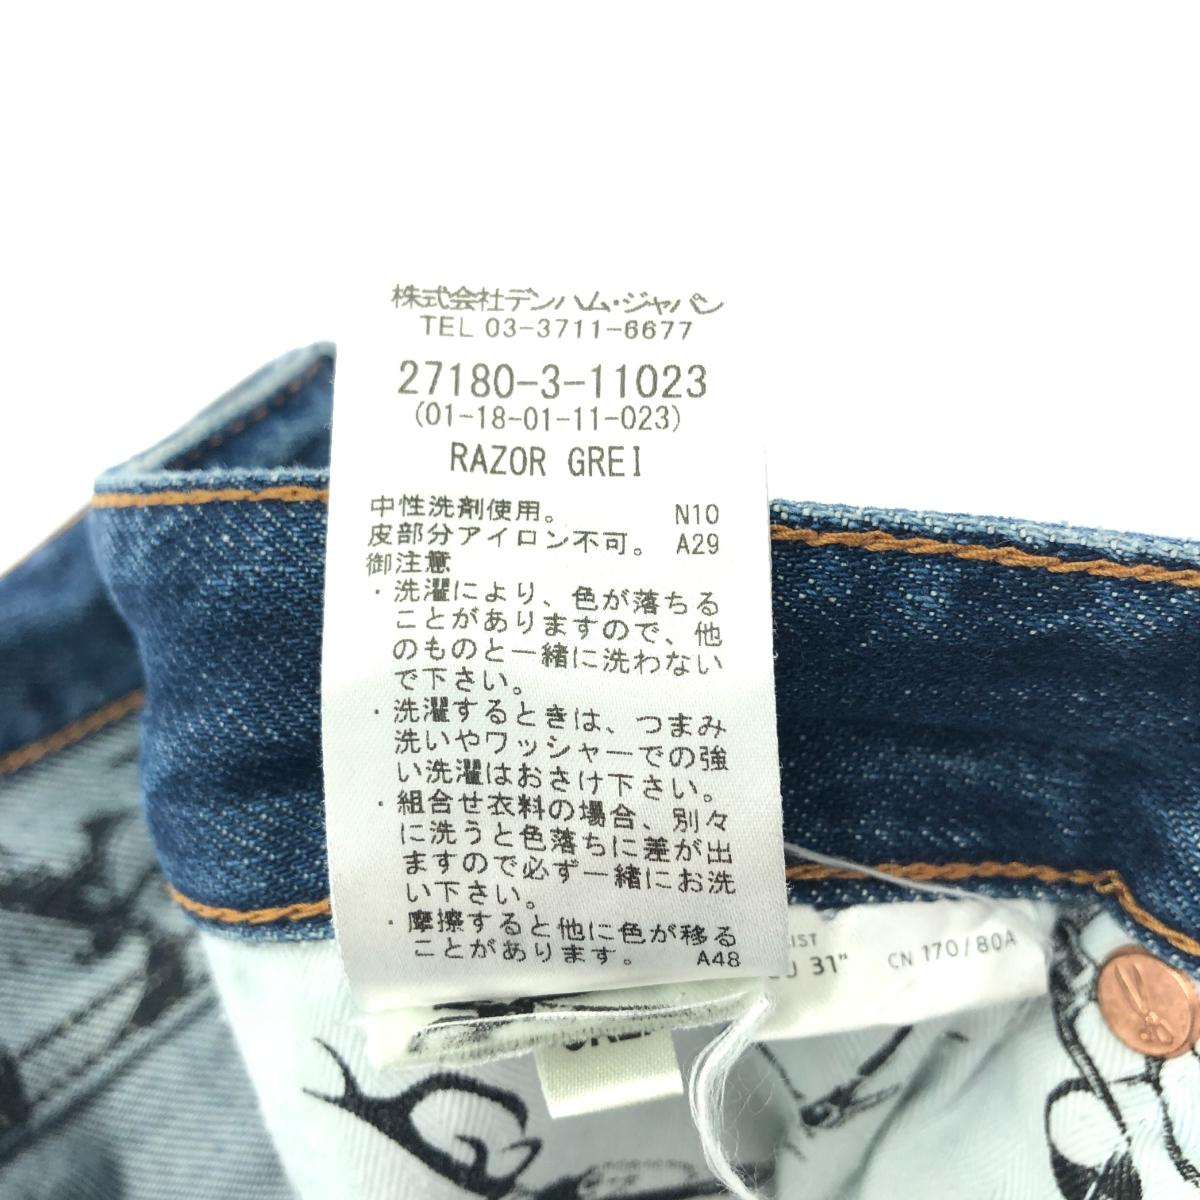 株式会社デンハム・ジャパン
TEL 03-3711-6677
27180-3-11023
(01-18-01-11-023)
RAZOR GREI
中性洗剤使用。 N10
皮部分アイロン不可。 A29
御注意
・洗濯により、色が落ちる
ことがありますので、他
のものと一緒に洗わない
で下さい。
・洗濯するときは、つまみ
洗いやワッシャーでの強
い洗濯はおさけ下さい。
・組合せ衣料の場合、別々
に洗うと色落ちに差が出
ますので必ず一緒にお洗
い下さい。
・摩擦すると他に色が移る
ことがあります。 A48
31" CN 170/80A